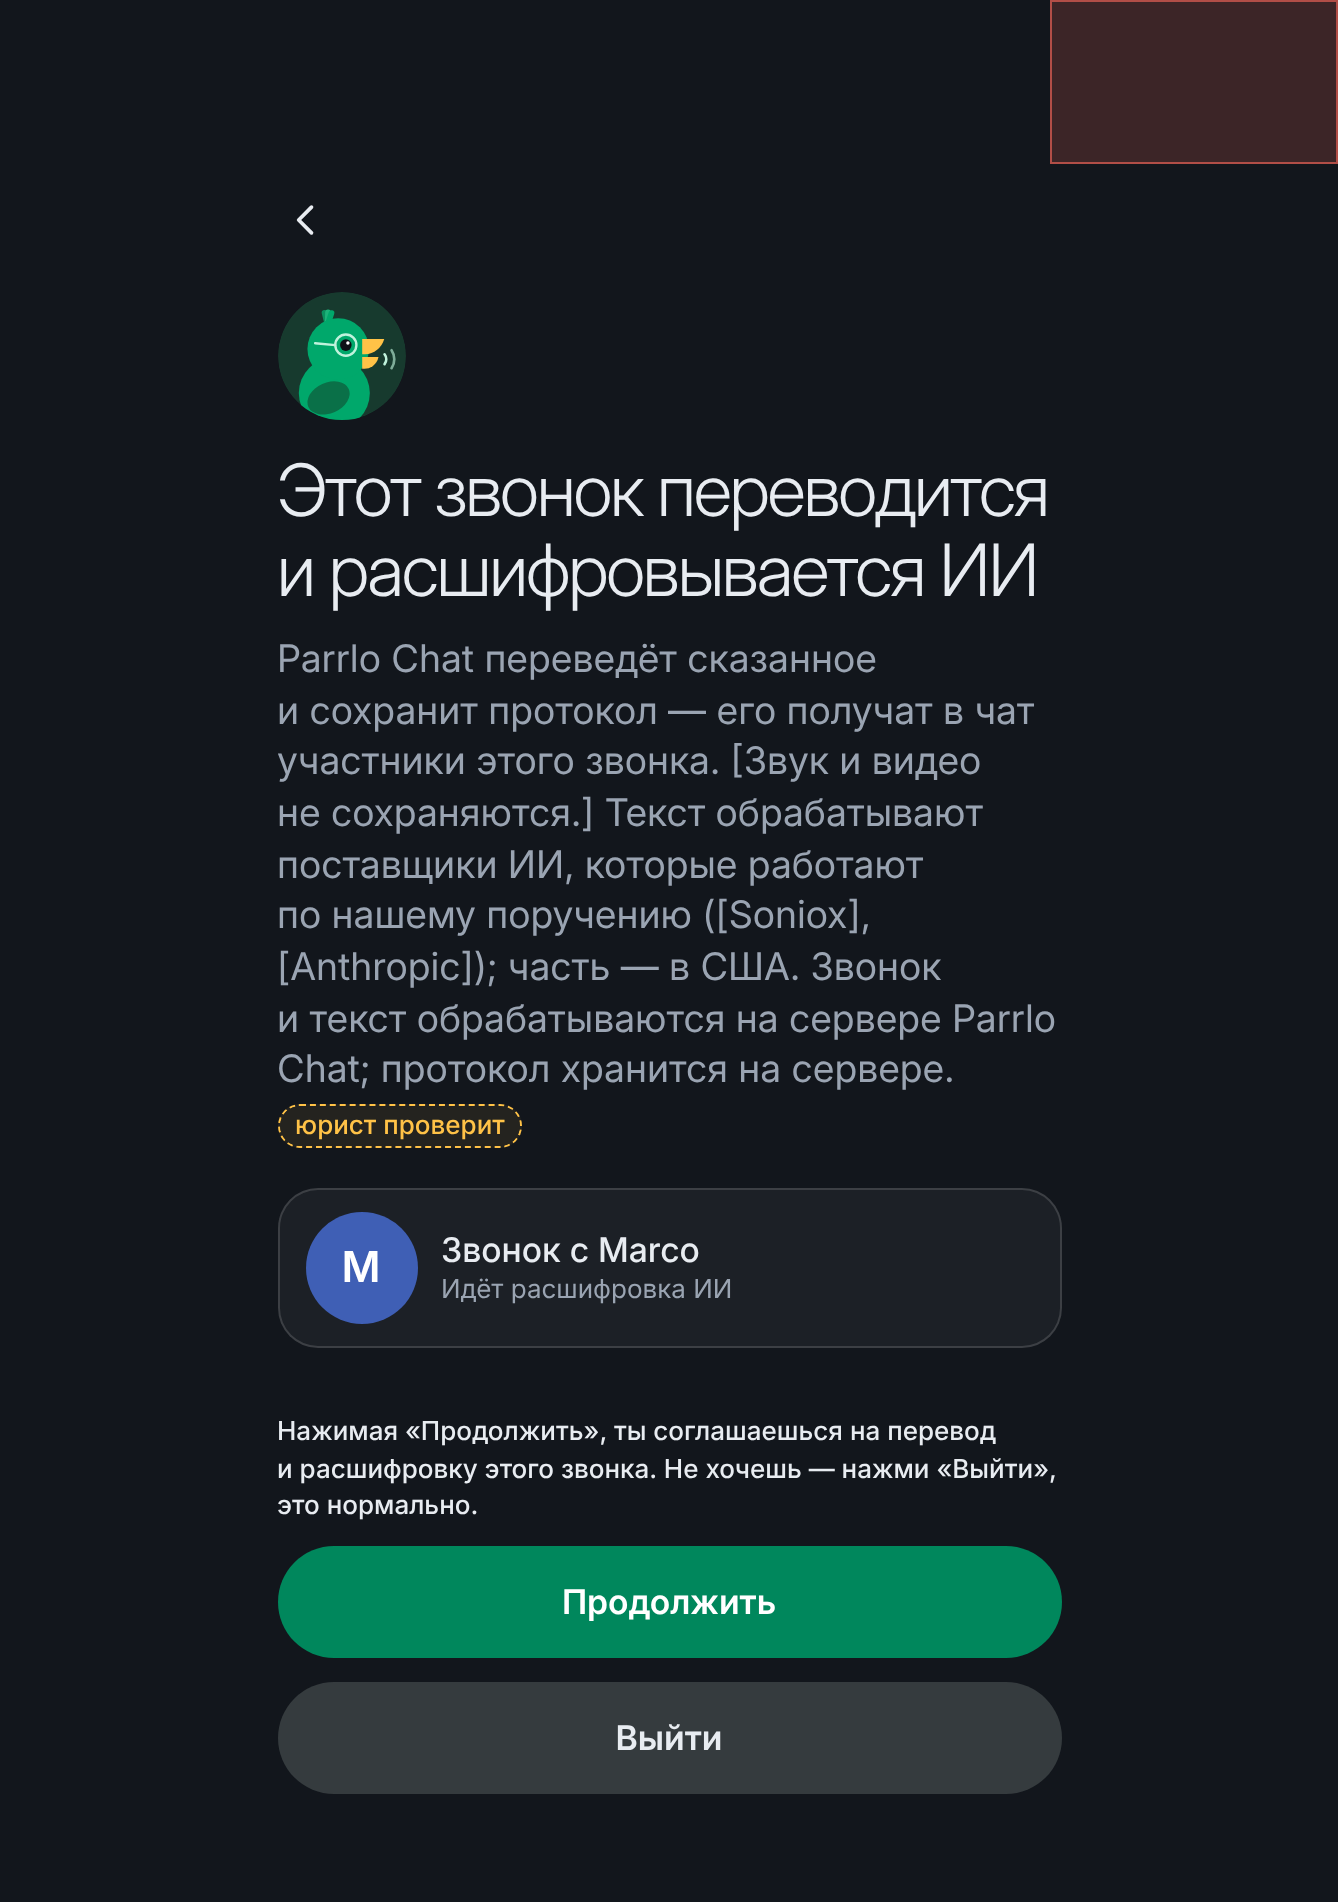 Этот звонок переводится
и расшифровывается ИИ
Parrlo Chat переведёт сказанное
и сохранит протокол — его получат в чат
участники этого звонка. [Звук и видео
не сохраняются.] Текст обрабатывают
поставщики ИИ, которые работают
по нашему поручению ([Soniox],
[Anthropic]); часть — в США. Звонок
и текст обрабатываются на сервере Parrlo
Chat; протокол хранится на сервере.
юрист проверит
M
Звонок с Marco
Идёт расшифровка ИИ
Нажимая «Продолжить», ты соглашаешься на перевод
и расшифровку этого звонка. Не хочешь — нажми «Выйти»,
это нормально.
Продолжить
Выйти